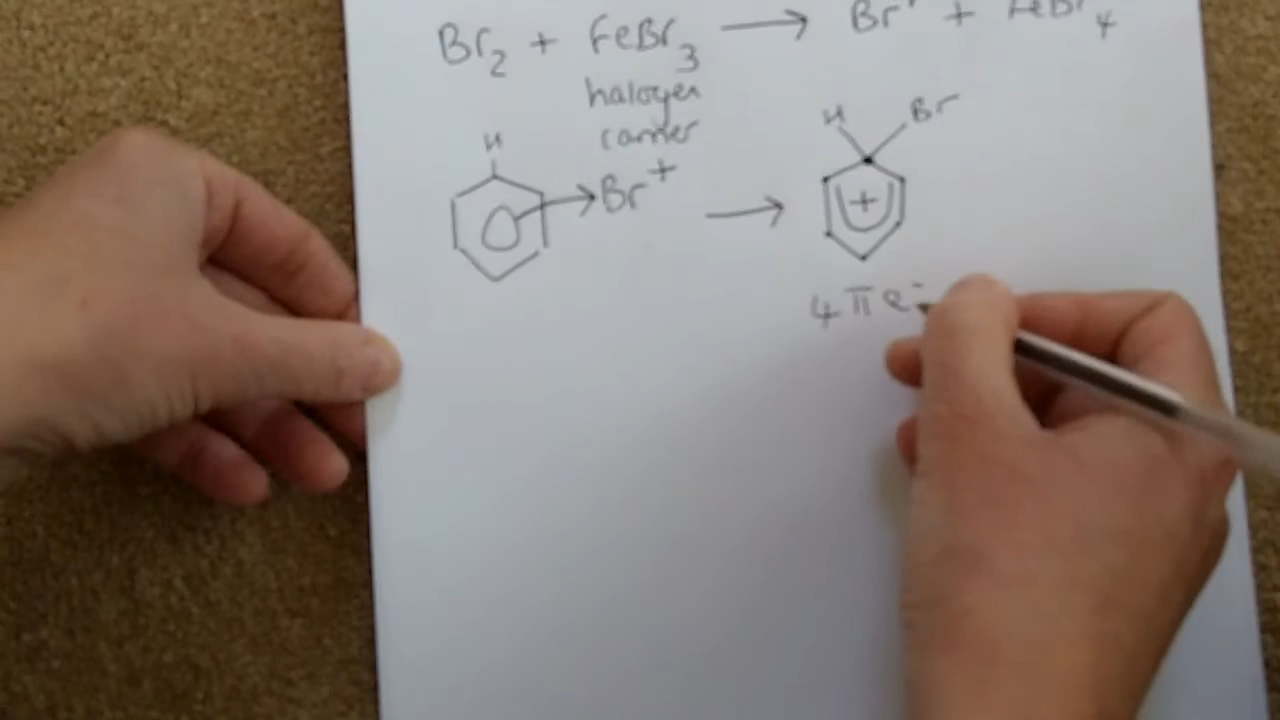 Br2 + FeBr3 → Br+ + FeBr4
halogen
carrier
H
Br+ →
H Br
+
4 π e-